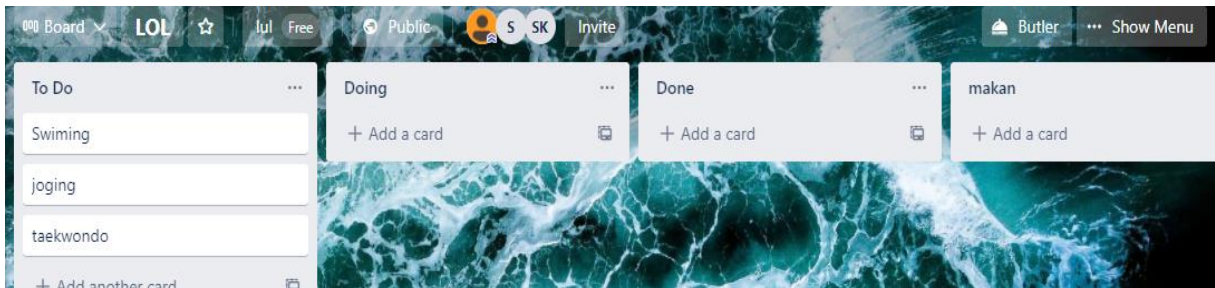 Board LOL lul Free Public S SK Invite Butler ··· Show Menu
To Do ···
Swiming
joging
taekwondo
+ Add another card
Doing ···
+ Add a card
Done ···
+ Add a card
makan
+ Add a card